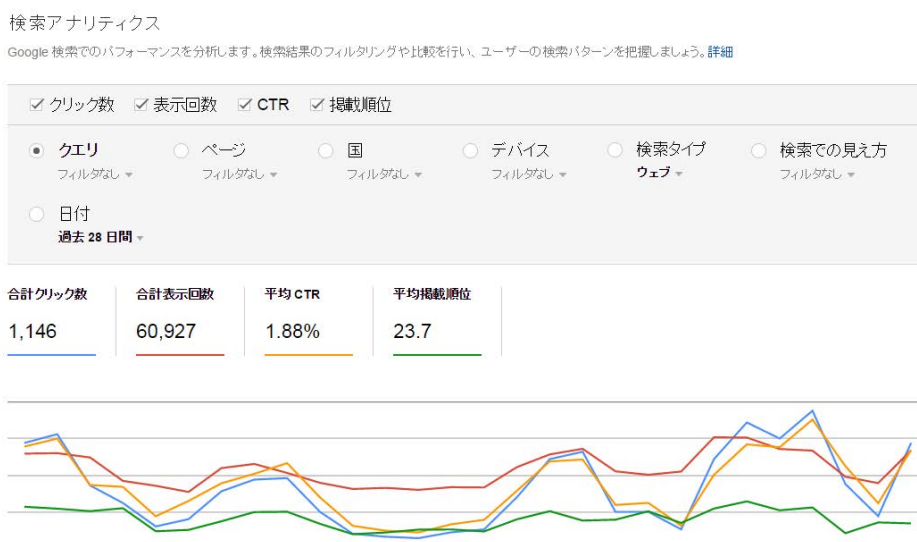 検索アナリティクス
Google 検索でのパフォーマンスを分析します。検索結果のフィルタリングや比較を行い、ユーザーの検索パターンを把握しましょう。詳細
クリック数 表示回数 CTR 掲載順位
クエリ ページ 国 デバイス 検索タイプ 検索での見え方
フィルタなし フィルタなし フィルタなし フィルタなし ウェブ フィルタなし
日付
過去 28 日間
合計クリック数 合計表示回数 平均 CTR 平均掲載順位
1,146 60,927 1.88% 23.7